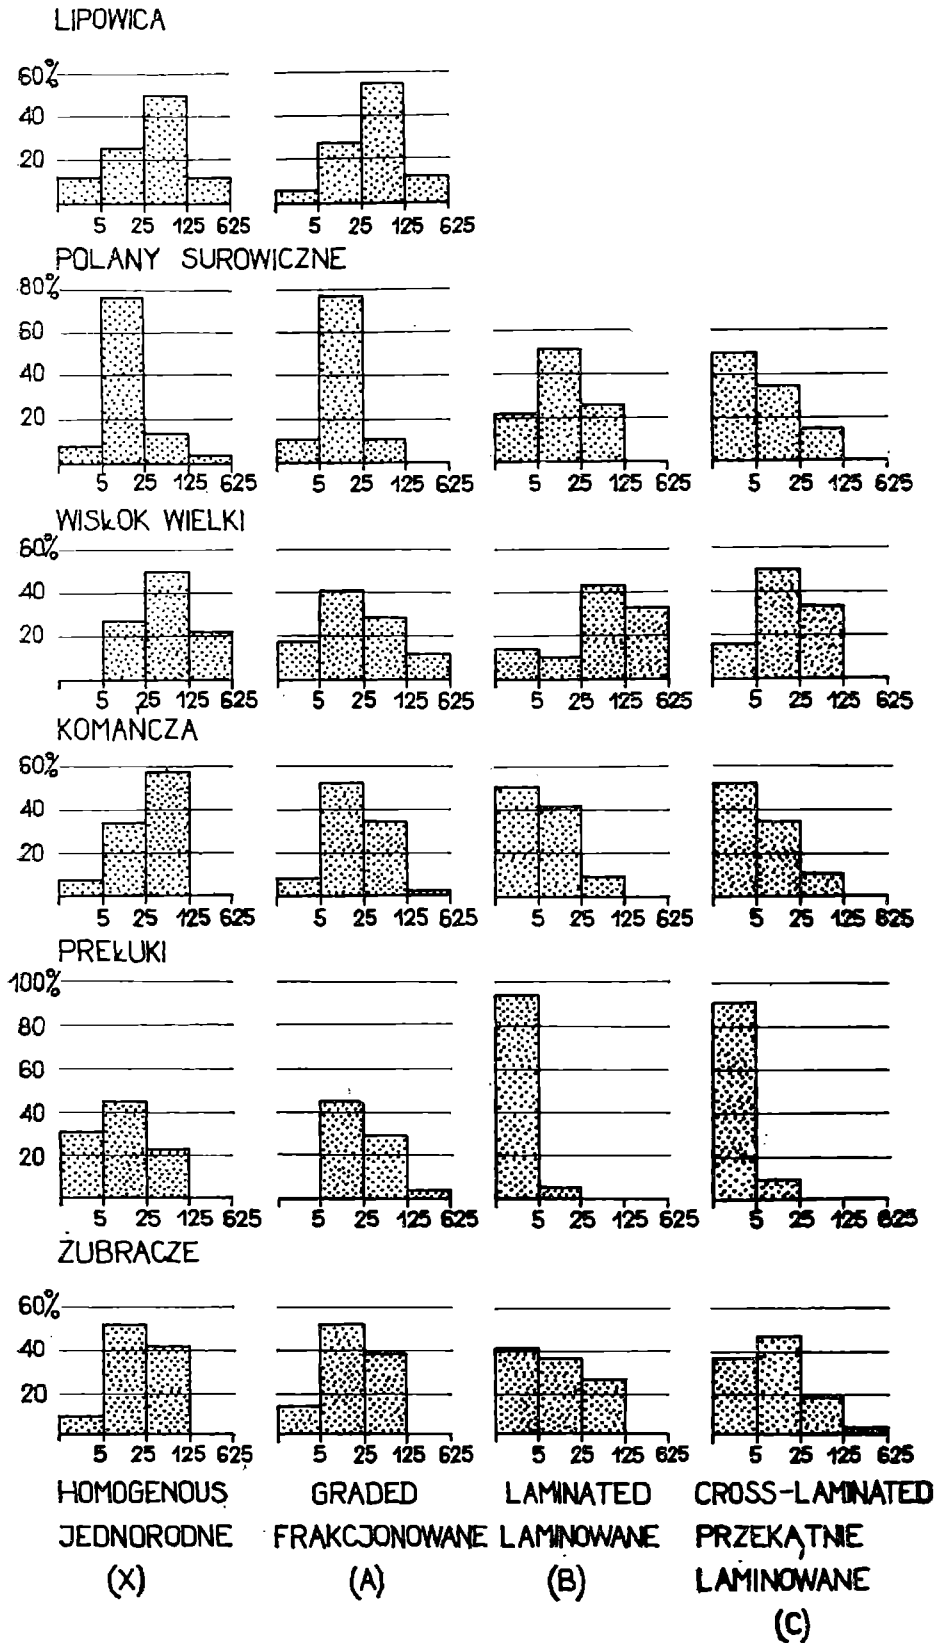 LIPOWICA
60%
40
20
5 25 125 625 5 25 125 625
POLANY SUROWICZNE
80%
60
40
20
5 25 125 625 5 25 125 625 5 25 125 625 5 25 125 625
WISŁOK WIELKI
60%
40
20
5 25 125 625 5 25 125 625 5 25 125 625 5 25 125 625
KOMAŃCZA
60%
40
20
5 25 125 625 5 25 125 625 5 25 125 625 5 25 125 625
PREŁUKI
100%
80
60
40
20
5 25 125 625 5 25 125 625 5 25 125 625 5 25 125 625
ŻUBRACZE
60%
40
20
5 25 125 625 5 25 125 625 5 25 125 625 5 25 125 625
HOMOGENOUS GRADED LAMINATED CROSS-LAMINATED
JEDNORODNE FRAKCJONOWANE LAMINOWANE PRZEKĄTNIE
LAMINOWANE
(X) (A) (B)
(C)